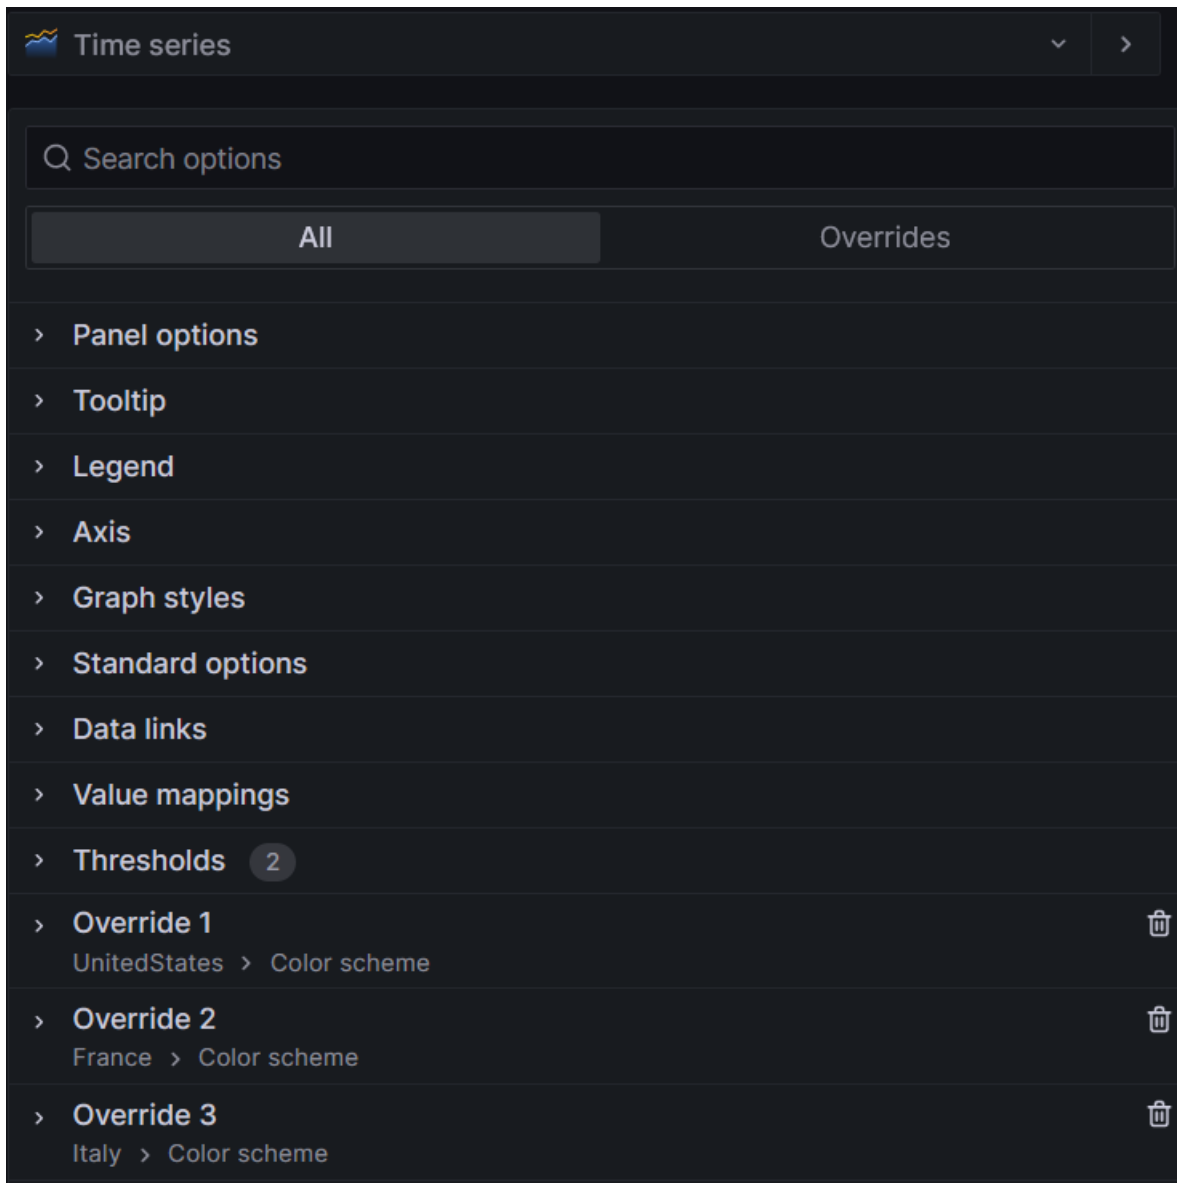 Time series
Search options
All Overrides
Panel options
Tooltip
Legend
Axis
Graph styles
Standard options
Data links
Value mappings
Thresholds 2
Override 1
UnitedStates > Color scheme
Override 2
France > Color scheme
Override 3
Italy > Color scheme